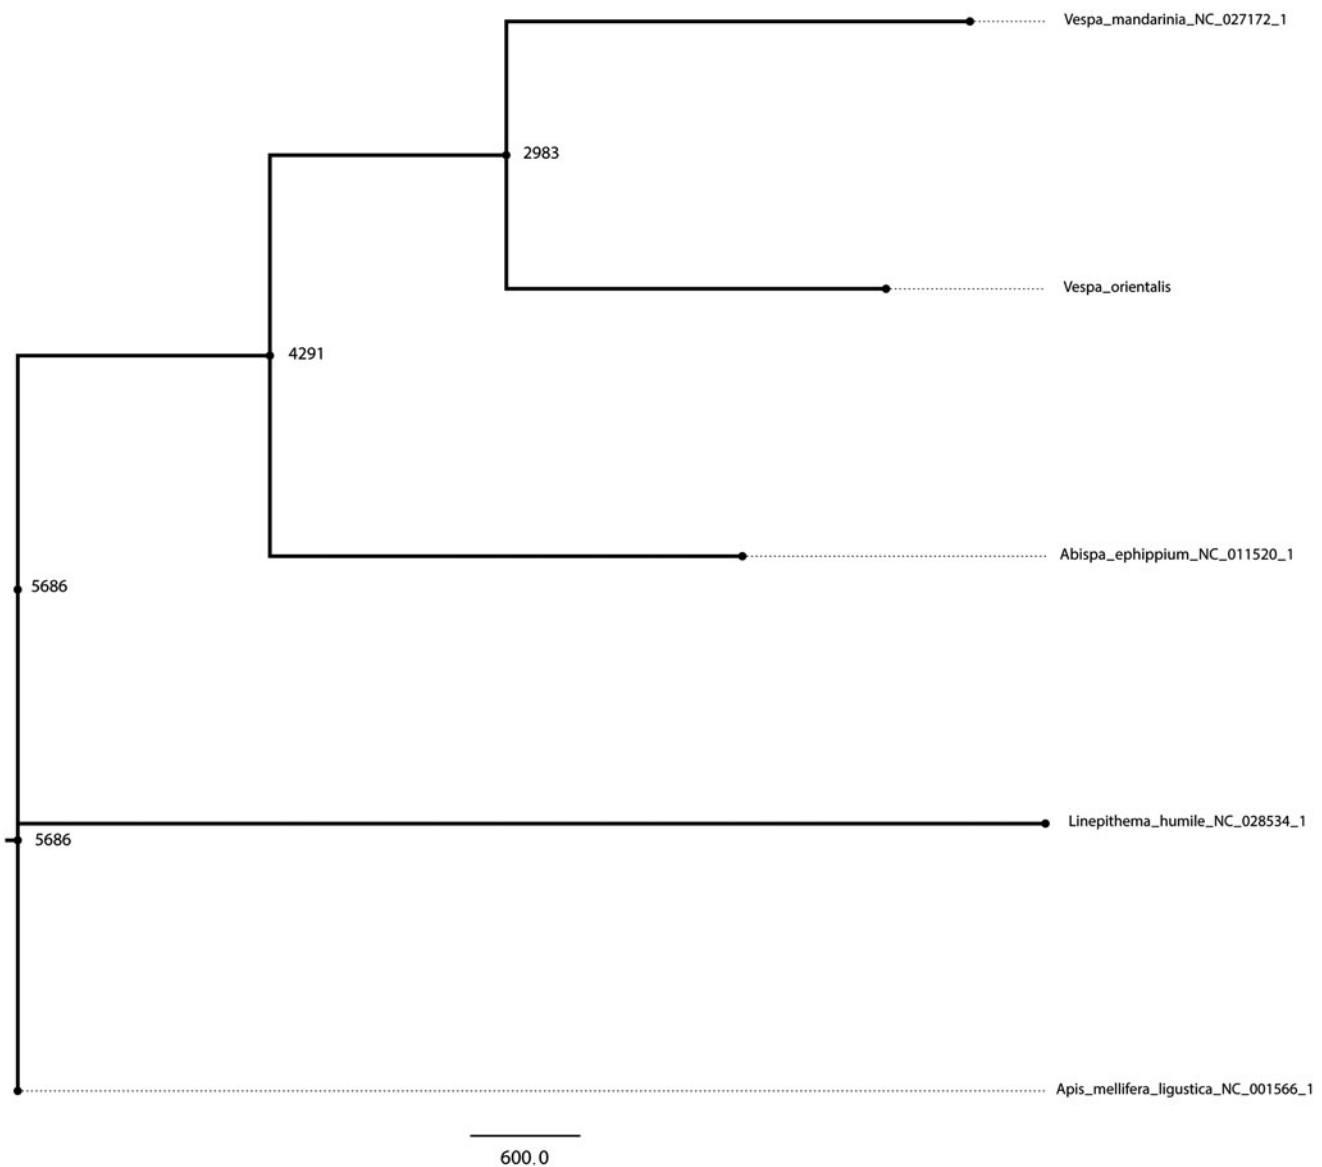 Vespa_mandarinia_NC_027172_1
2983
Vespa_orientalis
4291
Abispa_ephippium_NC_011520_1
5686
Linepithema_humile_NC_028534_1
5686
Apis_mellifera_ligustica_NC_001566_1
600.0